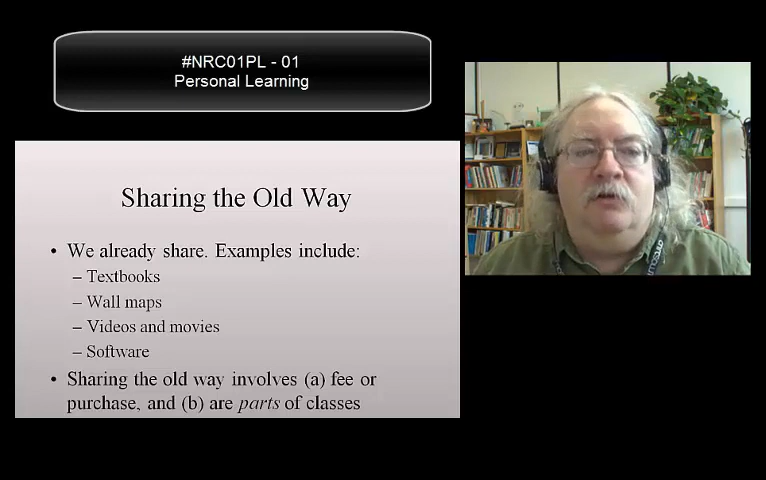 #NRC01PL - 01
Personal Learning
Sharing the Old Way
• We already share. Examples include:
– Textbooks
– Wall maps
– Videos and movies
– Software
• Sharing the old way involves (a) fee or
purchase, and (b) are parts of classes